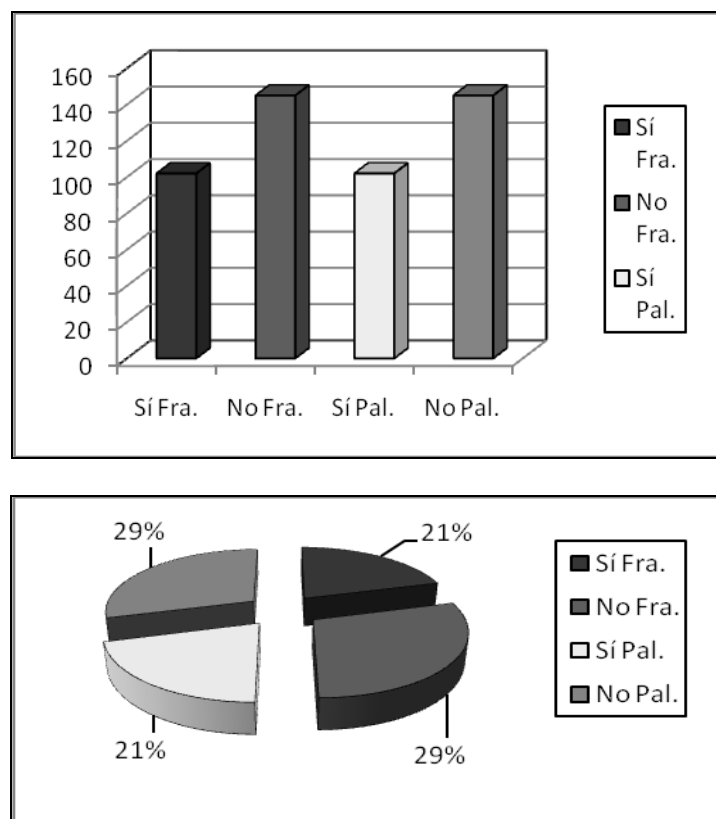 160
140
120
100
80
60
40
20
0
Sí Fra. No Fra. Sí Pal. No Pal.
Sí
Fra.
No
Fra.
Sí
Pal.
29%
21%
21%
29%
Sí Fra.
No Fra.
Sí Pal.
No Pal.